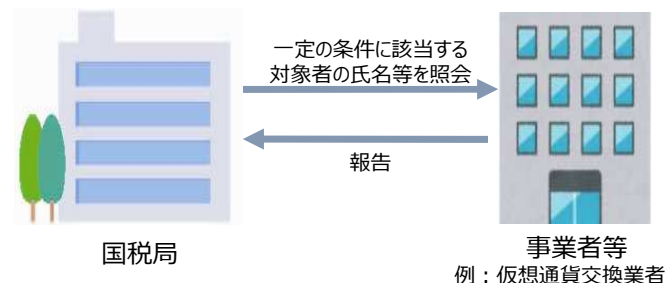 一定の条件に該当する
対象者の氏名等を照会
報告
国税局
事業者等
例：仮想通貨交換業者